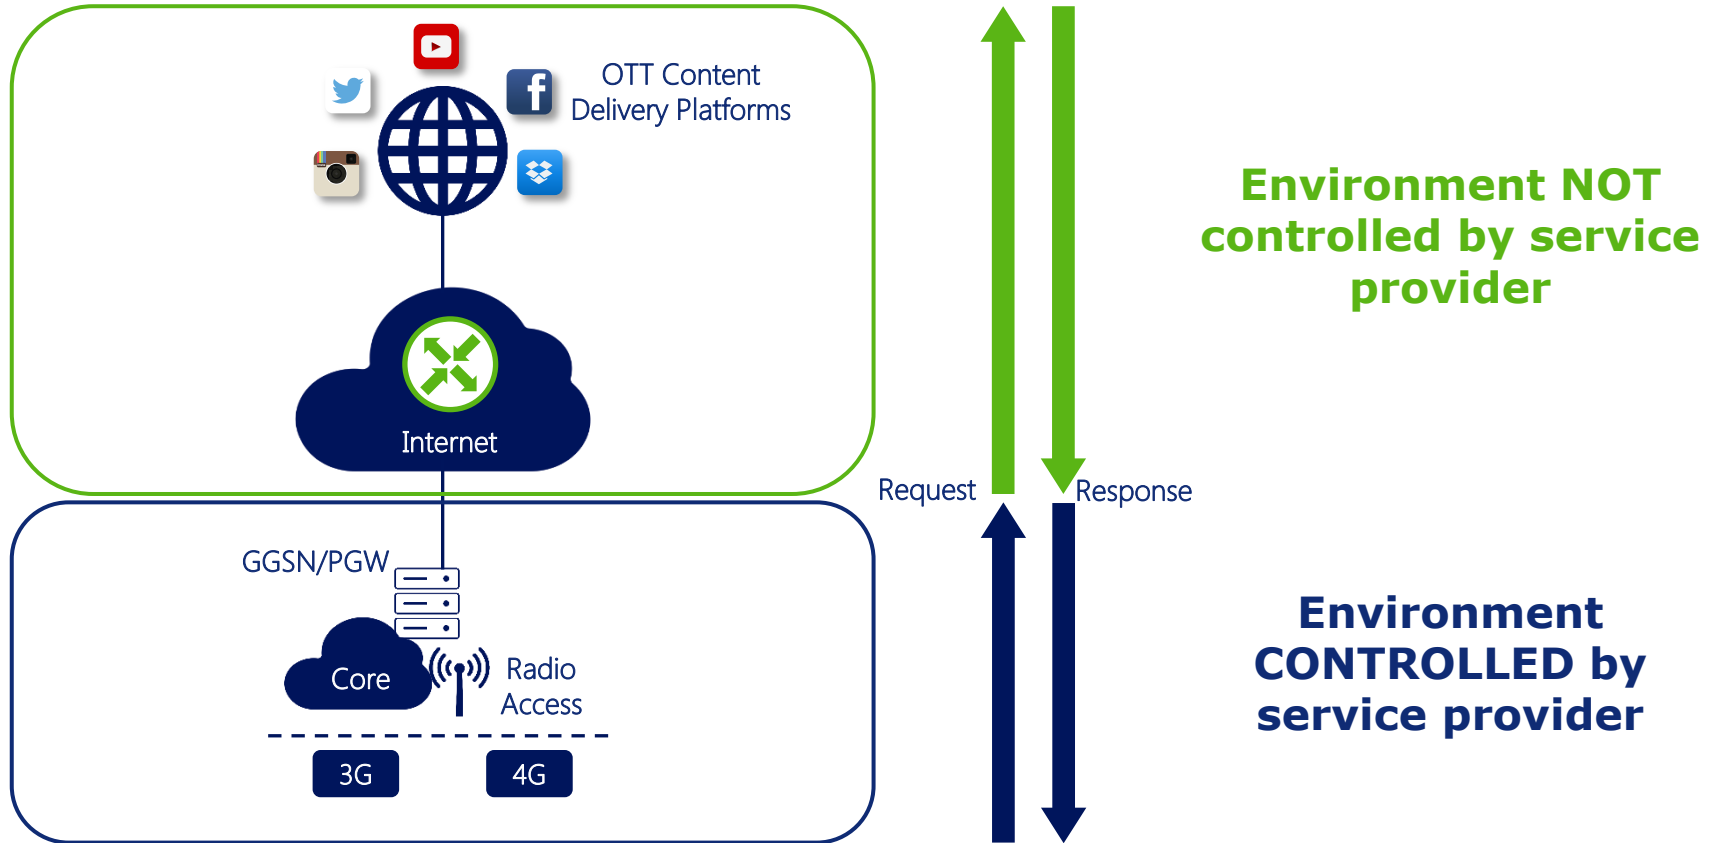 OTT Content
Delivery Platforms
f
Environment NOT
controlled by service
provider
Internet
Request
Response
GGSN/PGW
Core
Radio
Access
3G
4G
Environment
CONTROLLED by
service provider